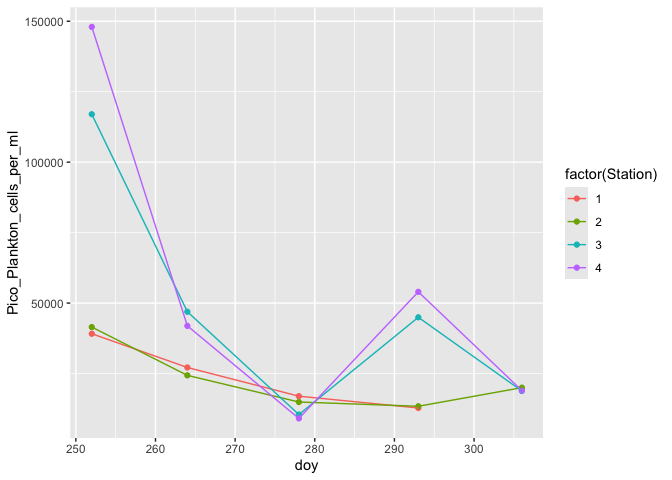 150000
100000
50000
Pico_Plankton_cells_per_ml
250 260 270 280 290 300
doy
factor(Station)
1
2
3
4